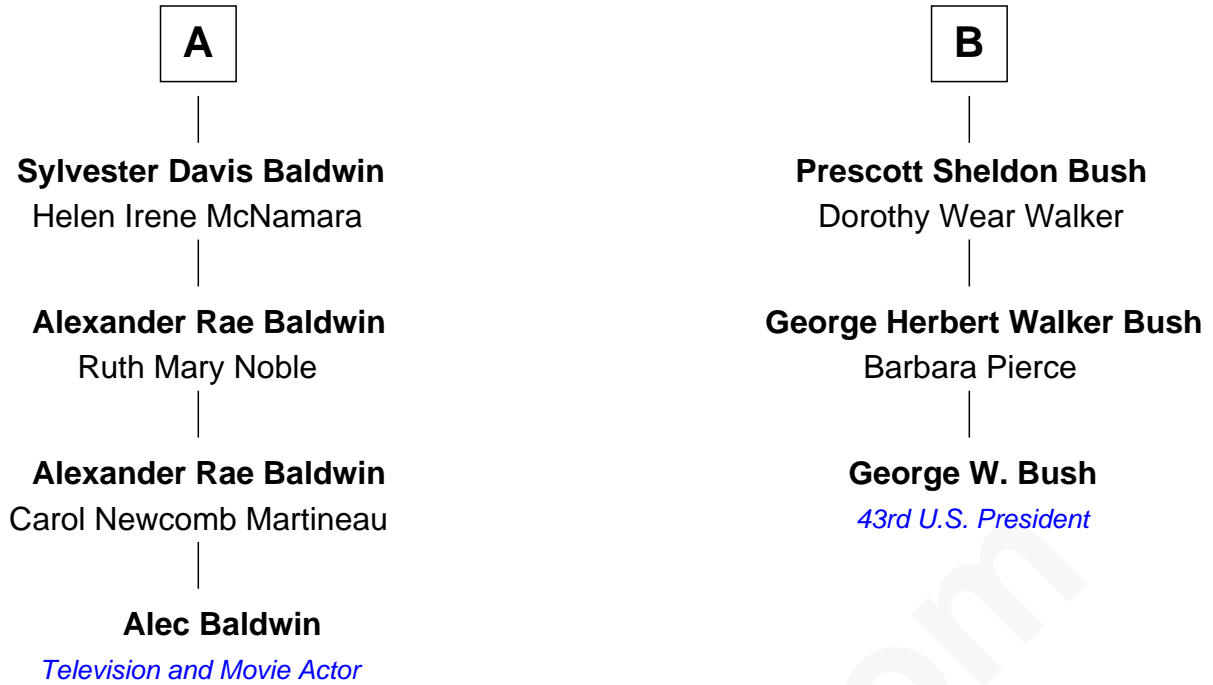 A
Sylvester Davis Baldwin
Helen Irene McNamara
Alexander Rae Baldwin
Ruth Mary Noble
Alexander Rae Baldwin
Carol Newcomb Martineau
Alec Baldwin
Television and Movie Actor
B
Prescott Sheldon Bush
Dorothy Wear Walker
George Herbert Walker Bush
Barbara Pierce
George W. Bush
43rd U.S. President
om